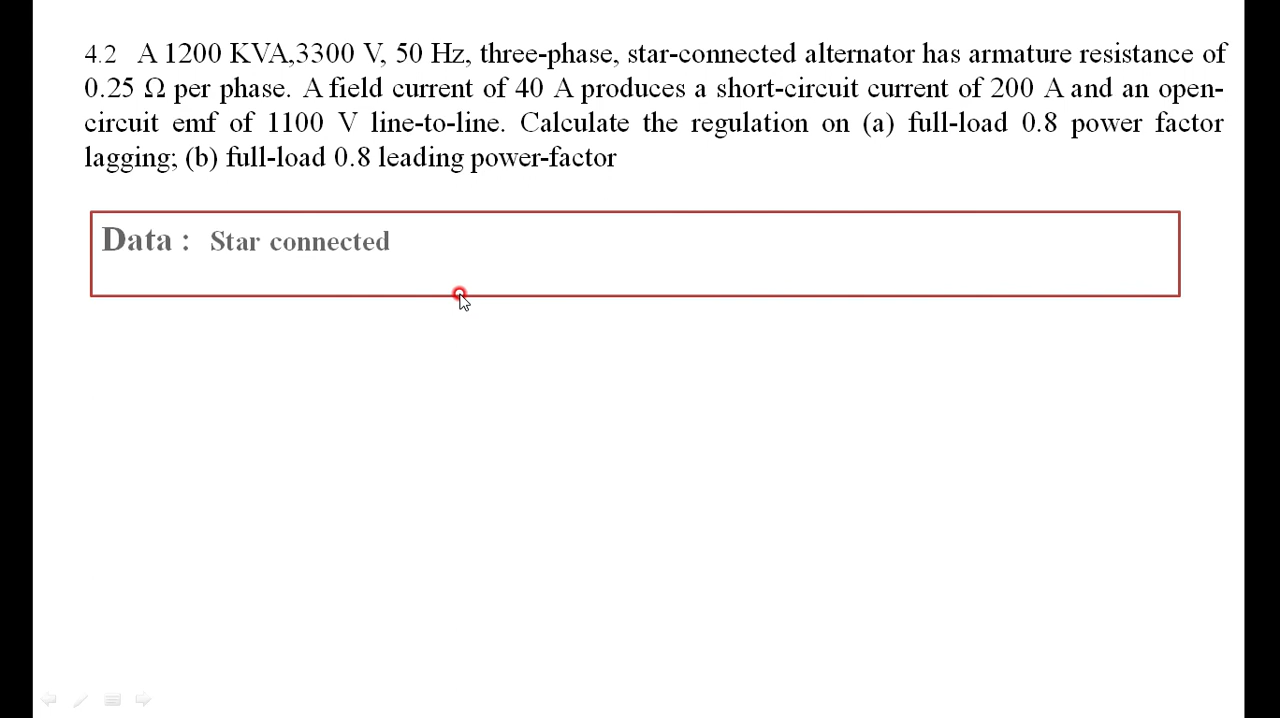 4.2 A 1200 KVA,3300 V, 50 Hz, three-phase, star-connected alternator has armature resistance of
0.25 Ω per phase. A field current of 40 A produces a short-circuit current of 200 A and an open-
circuit emf of 1100 V line-to-line. Calculate the regulation on (a) full-load 0.8 power factor
lagging; (b) full-load 0.8 leading power-factor
Data : Star connected